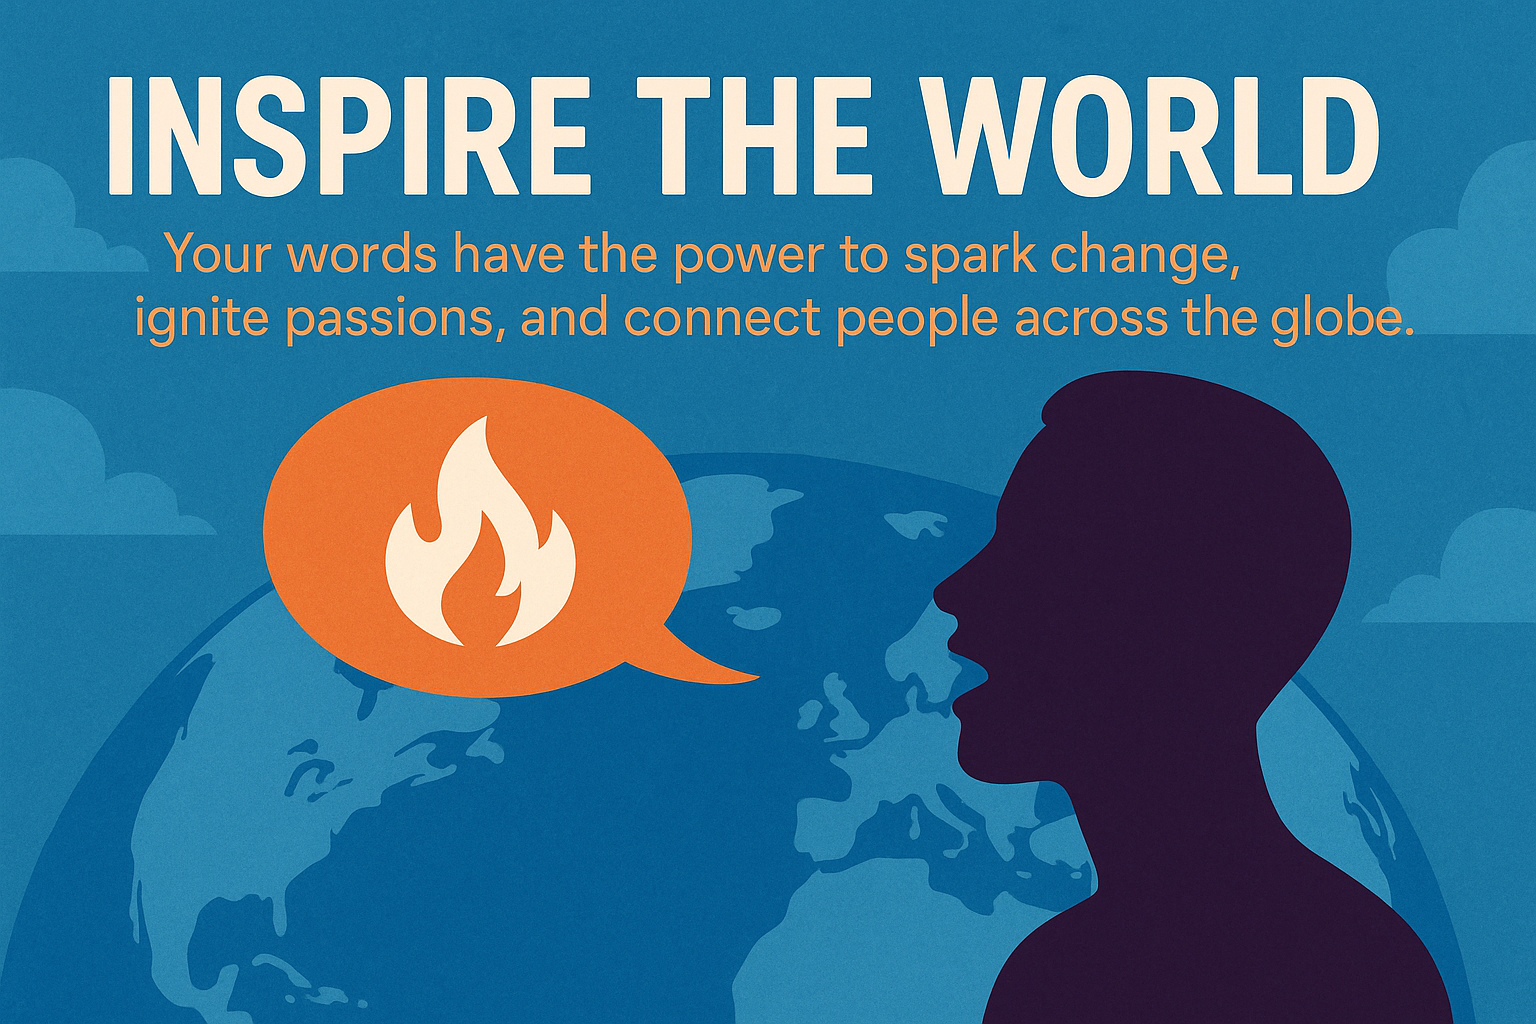 INSPIRE THE WORLD
Your words have the power to spark change,
ignite passions, and connect people across the globe.